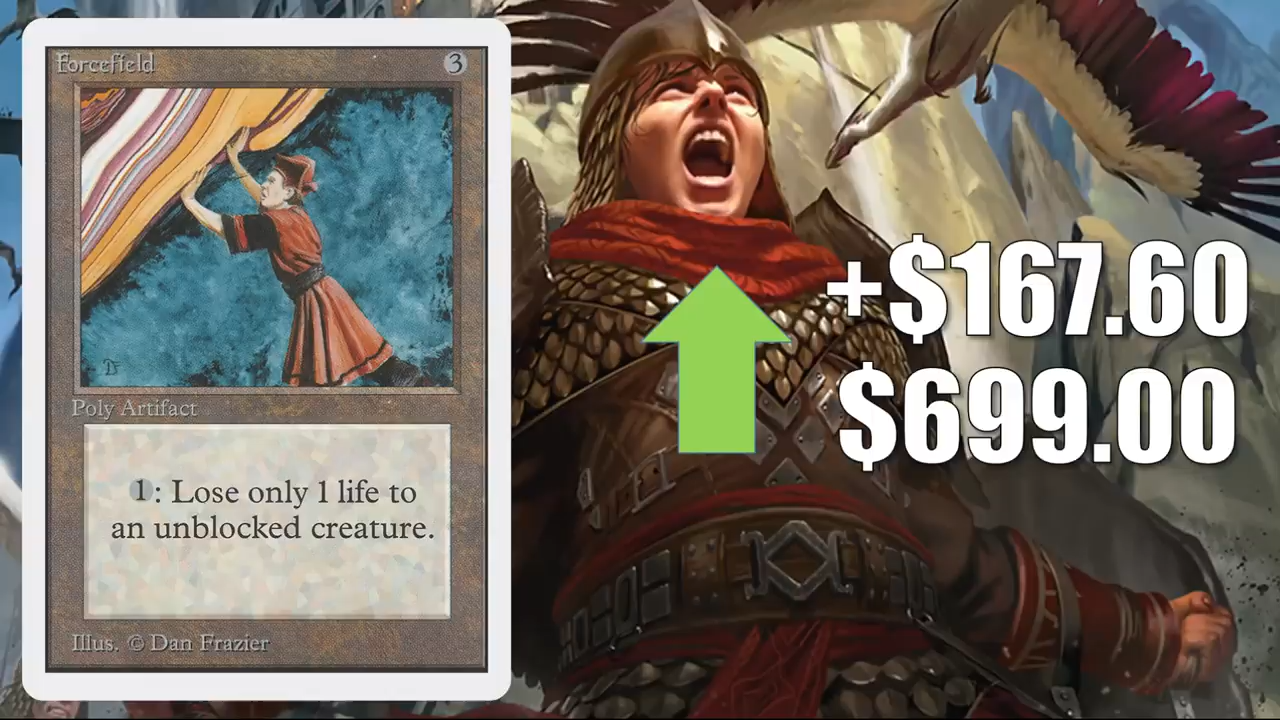 Forcefield 3
Poly Artifact
1: Lose only 1 life to
an unblocked creature.
Illus. © Dan Frazier
+$167.60
$699.00